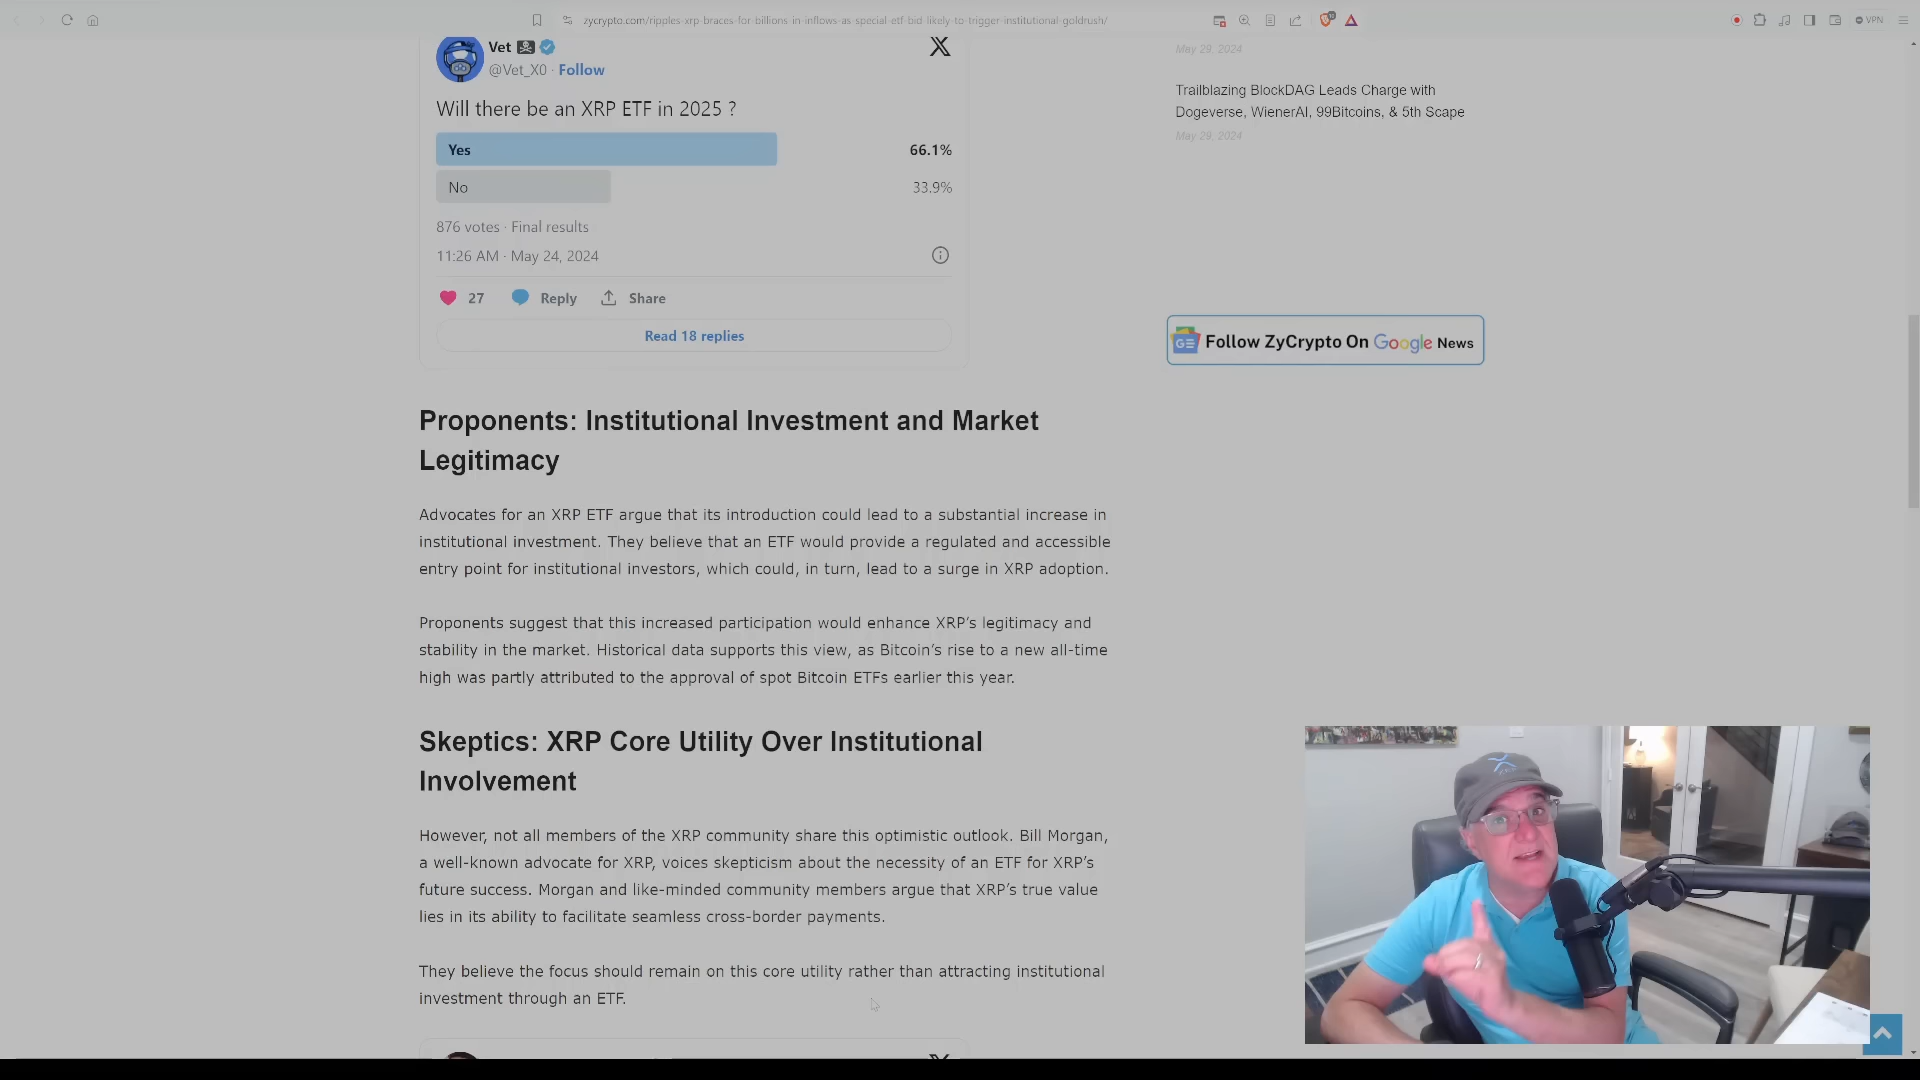 zycrypto.com/ripples-xrp-braces-for-billions-in-inflows-as-special-etf-bid-likely-to-trigger-institutional-goldrush/
VPN
Vet
@Vet_X0 · Follow
Will there be an XRP ETF in 2025 ?
Yes 66.1%
No 33.9%
876 votes · Final results
11:26 AM · May 24, 2024
27 Reply Share
Read 18 replies
Proponents: Institutional Investment and Market
Legitimacy
Advocates for an XRP ETF argue that its introduction could lead to a substantial increase in
institutional investment. They believe that an ETF would provide a regulated and accessible
entry point for institutional investors, which could, in turn, lead to a surge in XRP adoption.
Proponents suggest that this increased participation would enhance XRP’s legitimacy and
stability in the market. Historical data supports this view, as Bitcoin’s rise to a new all-time
high was partly attributed to the approval of spot Bitcoin ETFs earlier this year.
Skeptics: XRP Core Utility Over Institutional
Involvement
However, not all members of the XRP community share this optimistic outlook. Bill Morgan,
a well-known advocate for XRP, voices skepticism about the necessity of an ETF for XRP’s
future success. Morgan and like-minded community members argue that XRP’s true value
lies in its ability to facilitate seamless cross-border payments.
They believe the focus should remain on this core utility rather than attracting institutional
investment through an ETF.
May 29, 2024
Trailblazing BlockDAG Leads Charge with
Dogeverse, WienerAI, 99Bitcoins, & 5th Scape
May 29, 2024
GE Follow ZyCrypto On Google News